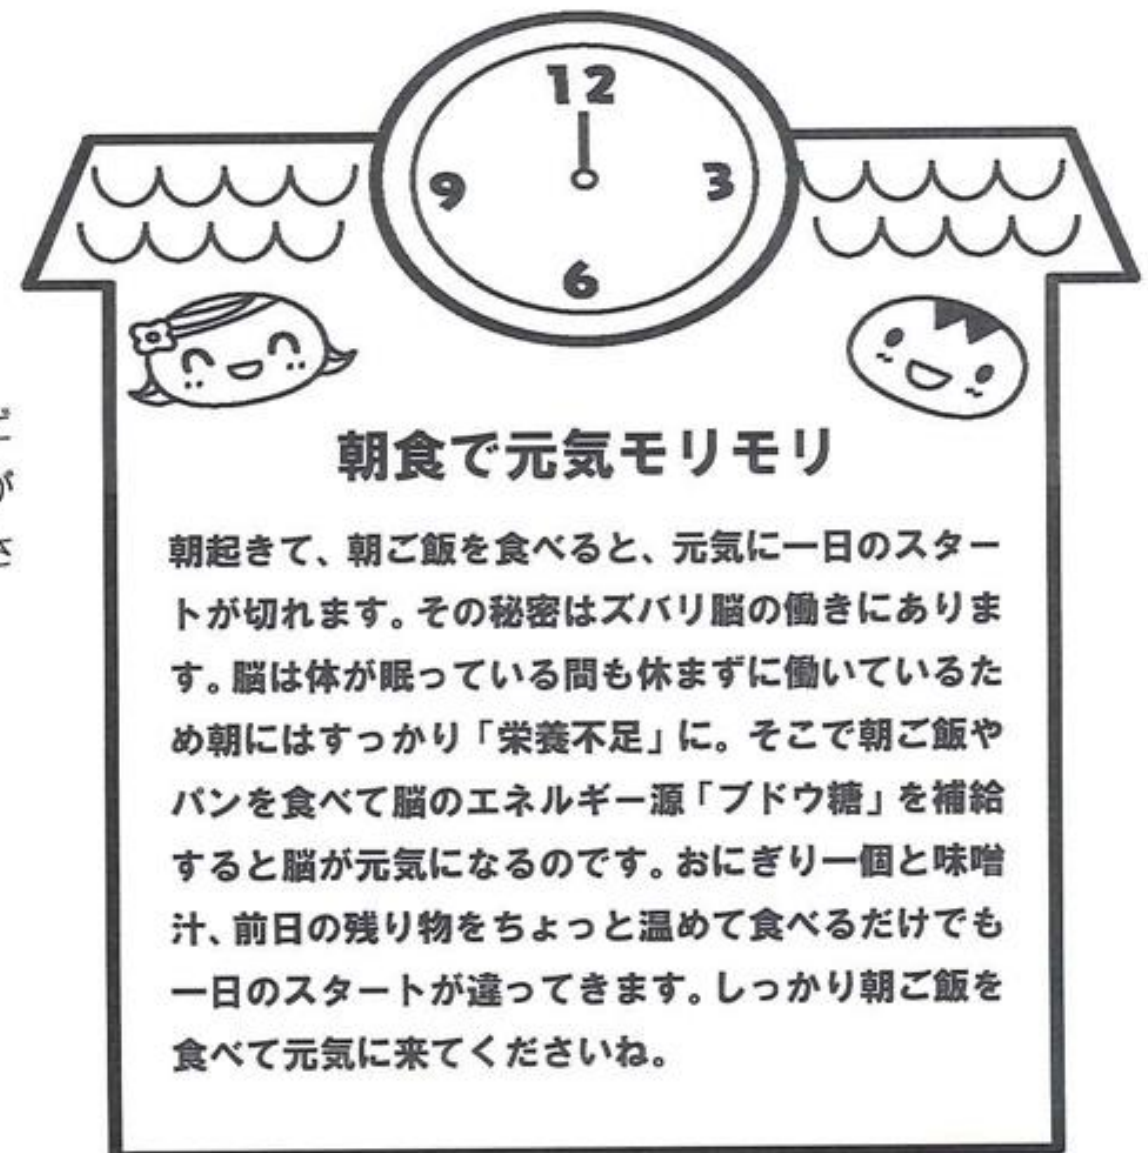 12
9
3
6
朝食で元気モリモリ
朝起きて、朝ご飯を食べると、元気に一日のスター
トが切れます。その秘密はズバリ脳の働きにありま
す。脳は体が眠っている間も休まずに働いているた
め朝にはすっかり「栄養不足」に。そこで朝ご飯や
パンを食べて脳のエネルギー源「ブドウ糖」を補給
すると脳が元気になるのです。おにぎり一個と味噌
汁、前日の残り物をちょっと温めて食べるだけでも
一日のスタートが違ってきます。しっかり朝ご飯を
食べて元気に来てくださいね。